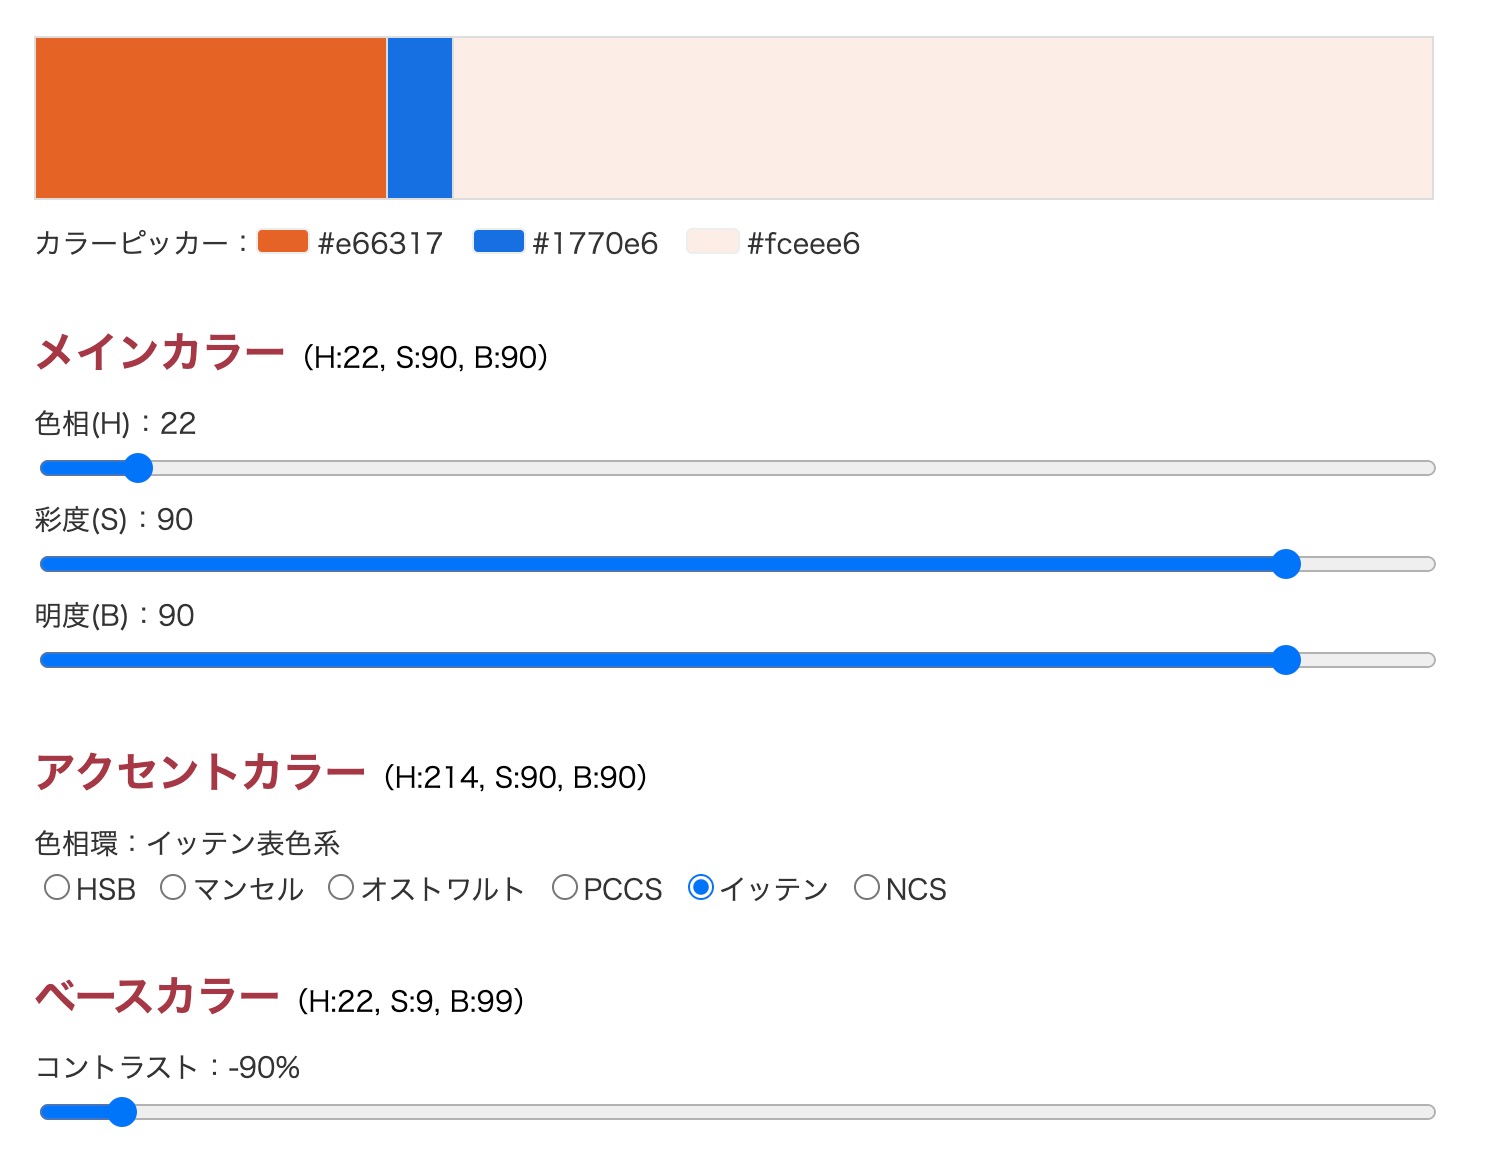 カラーピッカー：#e66317 #1770e6 #fceee6
メインカラー（H:22, S:90, B:90）
色相(H)：22
彩度(S)：90
明度(B)：90
アクセントカラー（H:214, S:90, B:90）
色相環：イッテン表色系
HSB マンセル オストワルト PCCS イッテン NCS
ベースカラー（H:22, S:9, B:99）
コントラスト：-90%